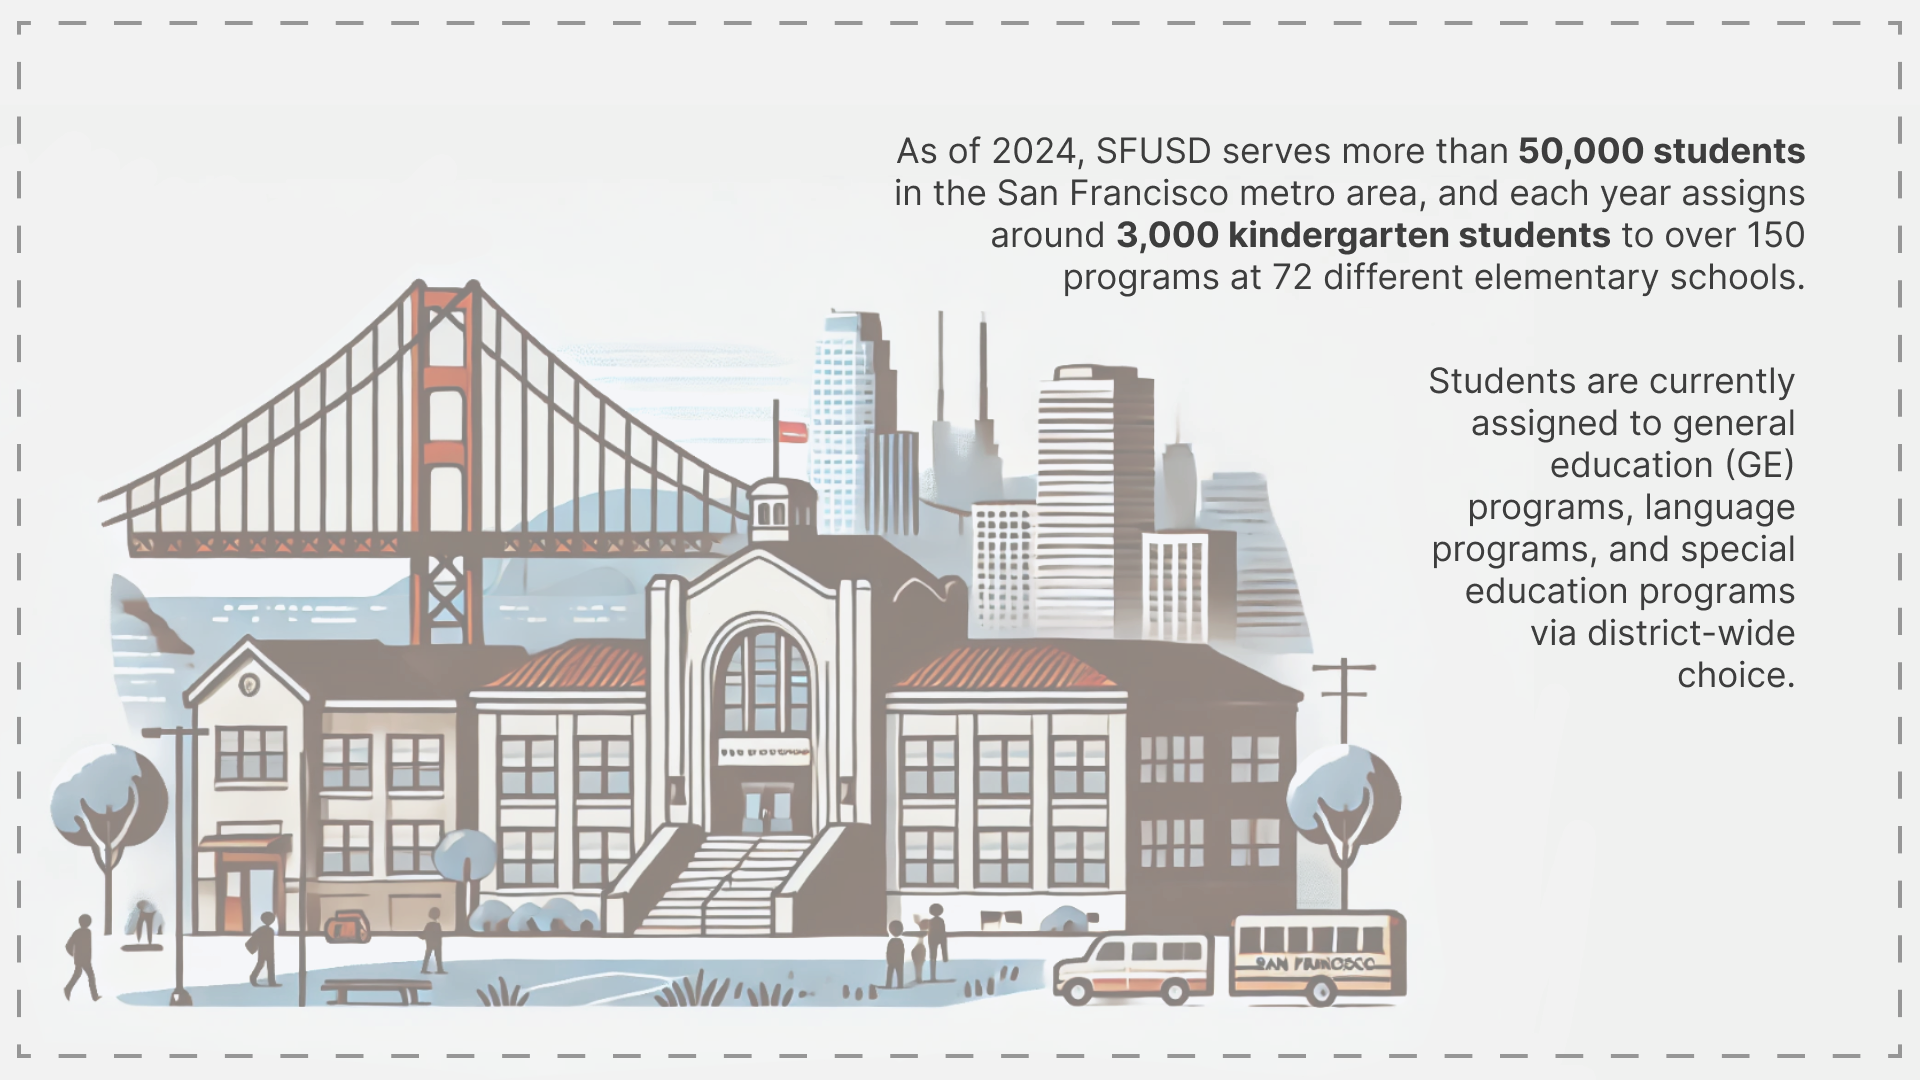 As of 2024, SFUSD serves more than 50,000 students
in the San Francisco metro area, and each year assigns
around 3,000 kindergarten students to over 150
programs at 72 different elementary schools.
Students are currently
assigned to general
education (GE)
programs, language
programs, and special
education programs
via district-wide
choice.